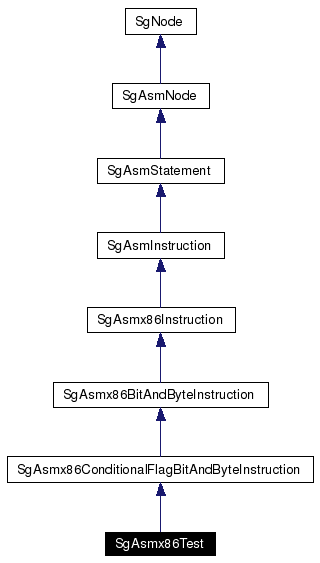 SgNode
SgAsmNode
SgAsmStatement
SgAsmInstruction
SgAsmx86Instruction
SgAsmx86BitAndByteInstruction
SgAsmx86ConditionalFlagBitAndByteInstruction
SgAsmx86Test